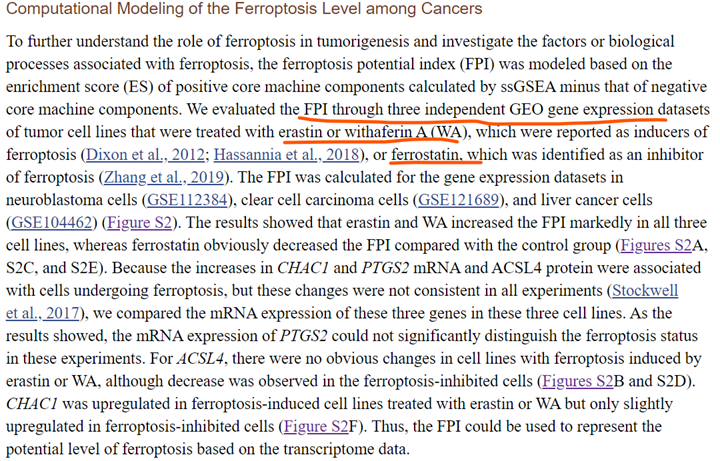 Computational Modeling of the Ferroptosis Level among Cancers
To further understand the role of ferroptosis in tumorigenesis and investigate the factors or biological
processes associated with ferroptosis, the ferroptosis potential index (FPI) was modeled based on the
enrichment score (ES) of positive core machine components calculated by ssGSEA minus that of negative
core machine components. We evaluated the FPI through three independent GEO gene expression datasets
of tumor cell lines that were treated with erastin or withaferin A (WA), which were reported as inducers of
ferroptosis (Dixon et al., 2012; Hassannia et al., 2018), or ferrostatin, which was identified as an inhibitor
of ferroptosis (Zhang et al., 2019). The FPI was calculated for the gene expression datasets in
neuroblastoma cells (GSE112384), clear cell carcinoma cells (GSE121689), and liver cancer cells
(GSE104462) (Figure S2). The results showed that erastin and WA increased the FPI markedly in all three
cell lines, whereas ferrostatin obviously decreased the FPI compared with the control group (Figures S2A,
S2C, and S2E). Because the increases in CHAC1 and PTGS2 mRNA and ACSL4 protein were associated
with cells undergoing ferroptosis, but these changes were not consistent in all experiments (Stockwell
et al., 2017), we compared the mRNA expression of these three genes in these three cell lines. As the
results showed, the mRNA expression of PTGS2 could not significantly distinguish the ferroptosis status
in these experiments. For ACSL4, there were no obvious changes in cell lines with ferroptosis induced by
erastin or WA, although decrease was observed in the ferroptosis-inhibited cells (Figures S2B and S2D).
CHAC1 was upregulated in ferroptosis-induced cell lines treated with erastin or WA but only slightly
upregulated in ferroptosis-inhibited cells (Figure S2F). Thus, the FPI could be used to represent the
potential level of ferroptosis based on the transcriptome data.